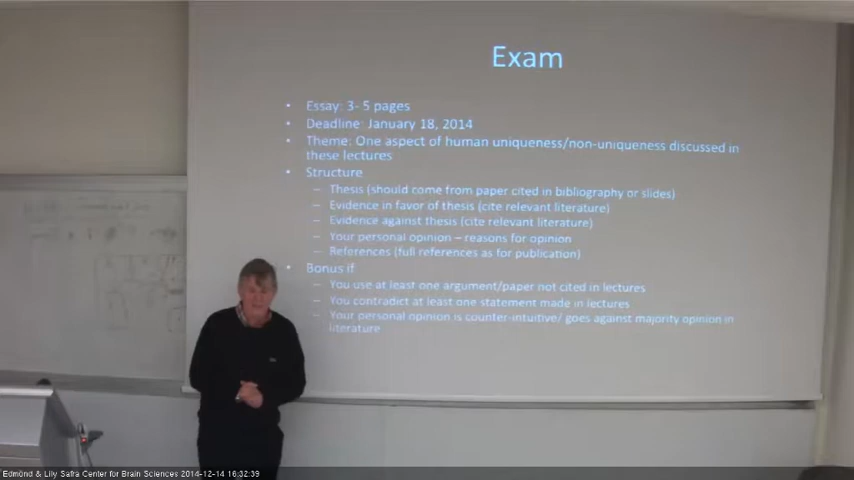 Exam
• Essay: 3- 5 pages
• Deadline: January 18, 2014
• Theme: One aspect of human uniqueness/non-uniqueness discussed in
these lectures
• Structure
– Thesis (should come from paper cited in bibliography or slides)
– Evidence in favor of thesis (cite relevant literature)
– Evidence against thesis (cite relevant literature)
– Your personal opinion – reasons for opinion
– References (full references as for publication)
• Bonus if
– You use at least one argument/paper not cited in lectures
– You contradict at least one statement made in lectures
– Your personal opinion is counter-intuitive/ goes against majority opinion in
literature
Edmond & Lily Safra Center for Brain Sciences 2014-12-14 16:32:39